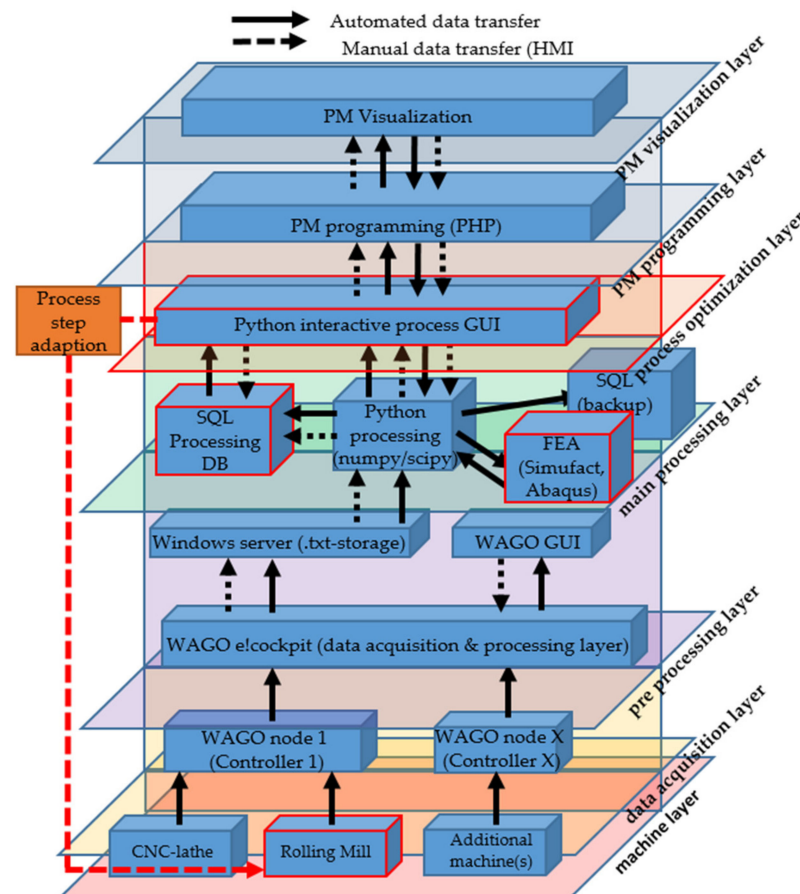 Automated data transfer
Manual data transfer (HMI
PM Visualization
PM visualization layer
PM programming (PHP)
PM programming layer
Process
step
adaption
Python interactive process GUI
process optimization layer
SQL
Processing
DB
Python
processing
(numpy/scipy)
SQL
(backup)
FEA
(Simufact,
Abaqus)
main processing layer
Windows server (.txt-storage)
WAGO GUI
WAGO e!cockpit (data acquisition & processing layer)
pre processing layer
WAGO node 1
(Controller 1)
WAGO node X
(Controller X)
data acquisition layer
CNC-lathe
Rolling Mill
Additional
machine(s)
machine layer